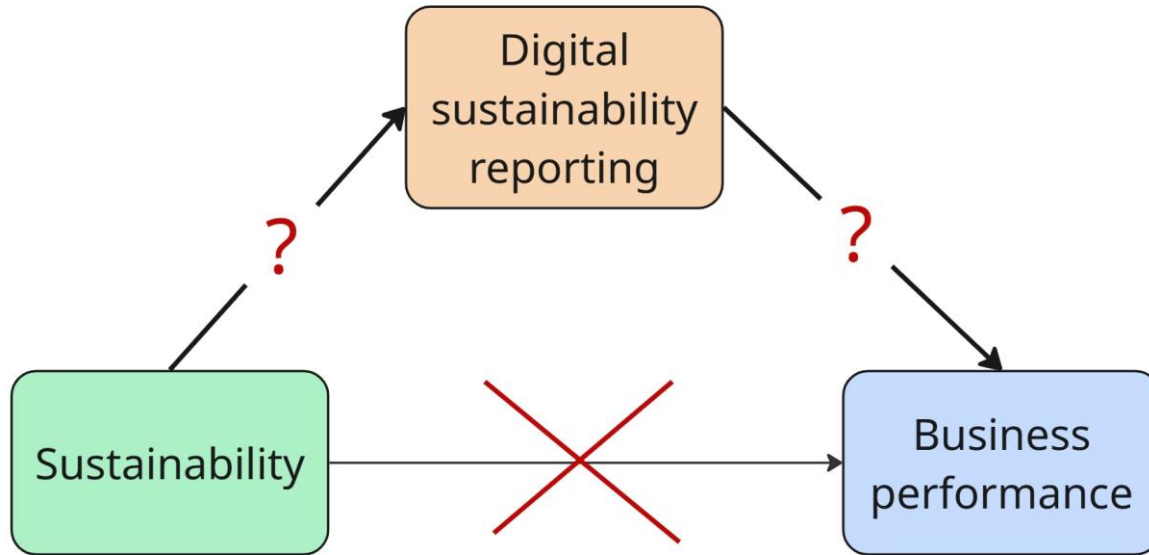 Digital
sustainability
reporting
?
?
Sustainability
Business
performance